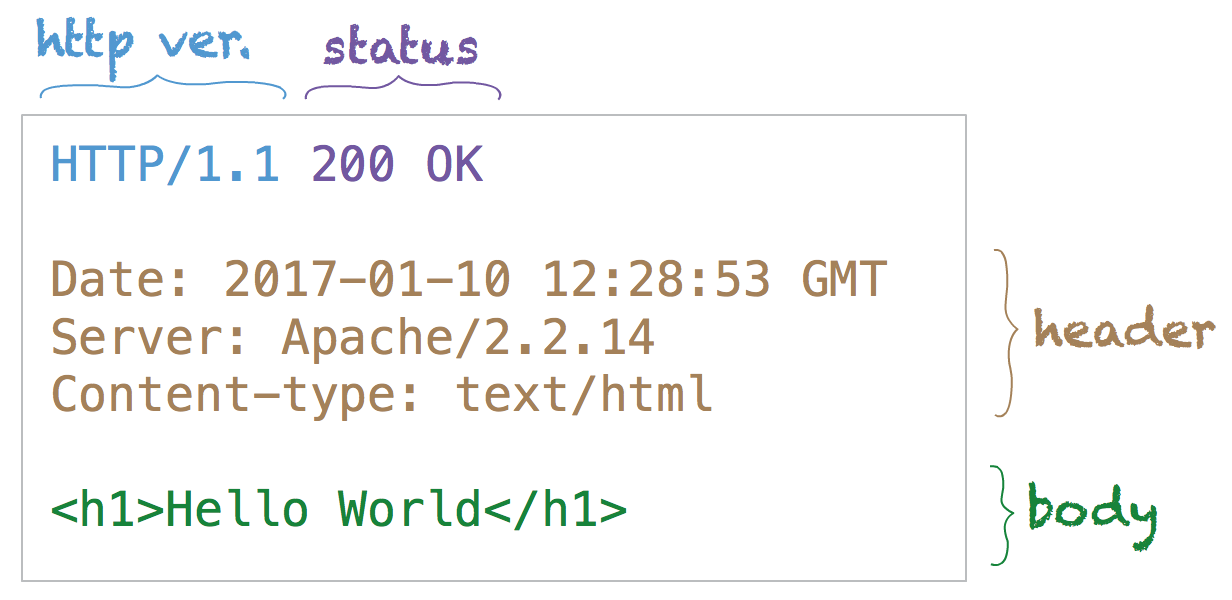 http ver. status
HTTP/1.1 200 OK
Date: 2017-01-10 12:28:53 GMT
Server: Apache/2.2.14
Content-type: text/html
header
<h1>Hello World</h1>
body